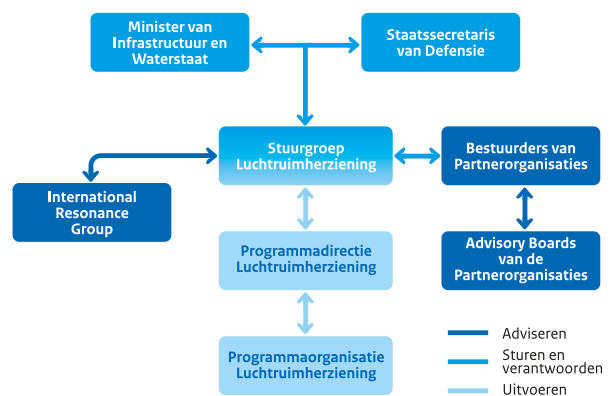 Minister van
Infrastructuur en
Waterstaat
Staatssecretaris
van Defensie
Stuurgroep
Luchtruimherziening
Bestuurders van
Partnerorganisaties
International
Resonance
Group
Programmadirectie
Luchtruimherziening
Advisory Boards
van de
Partnerorganisaties
Programmaorganisatie
Luchtruimherziening
Adviseren
Sturen en
verantwoorden
Uitvoeren